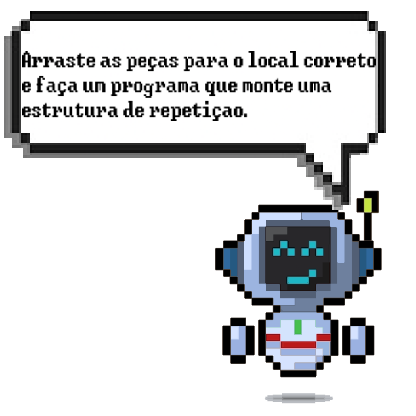 Arraste as peças para o local correto
e faça um programa que monte uma
estrutura de repetiçao.